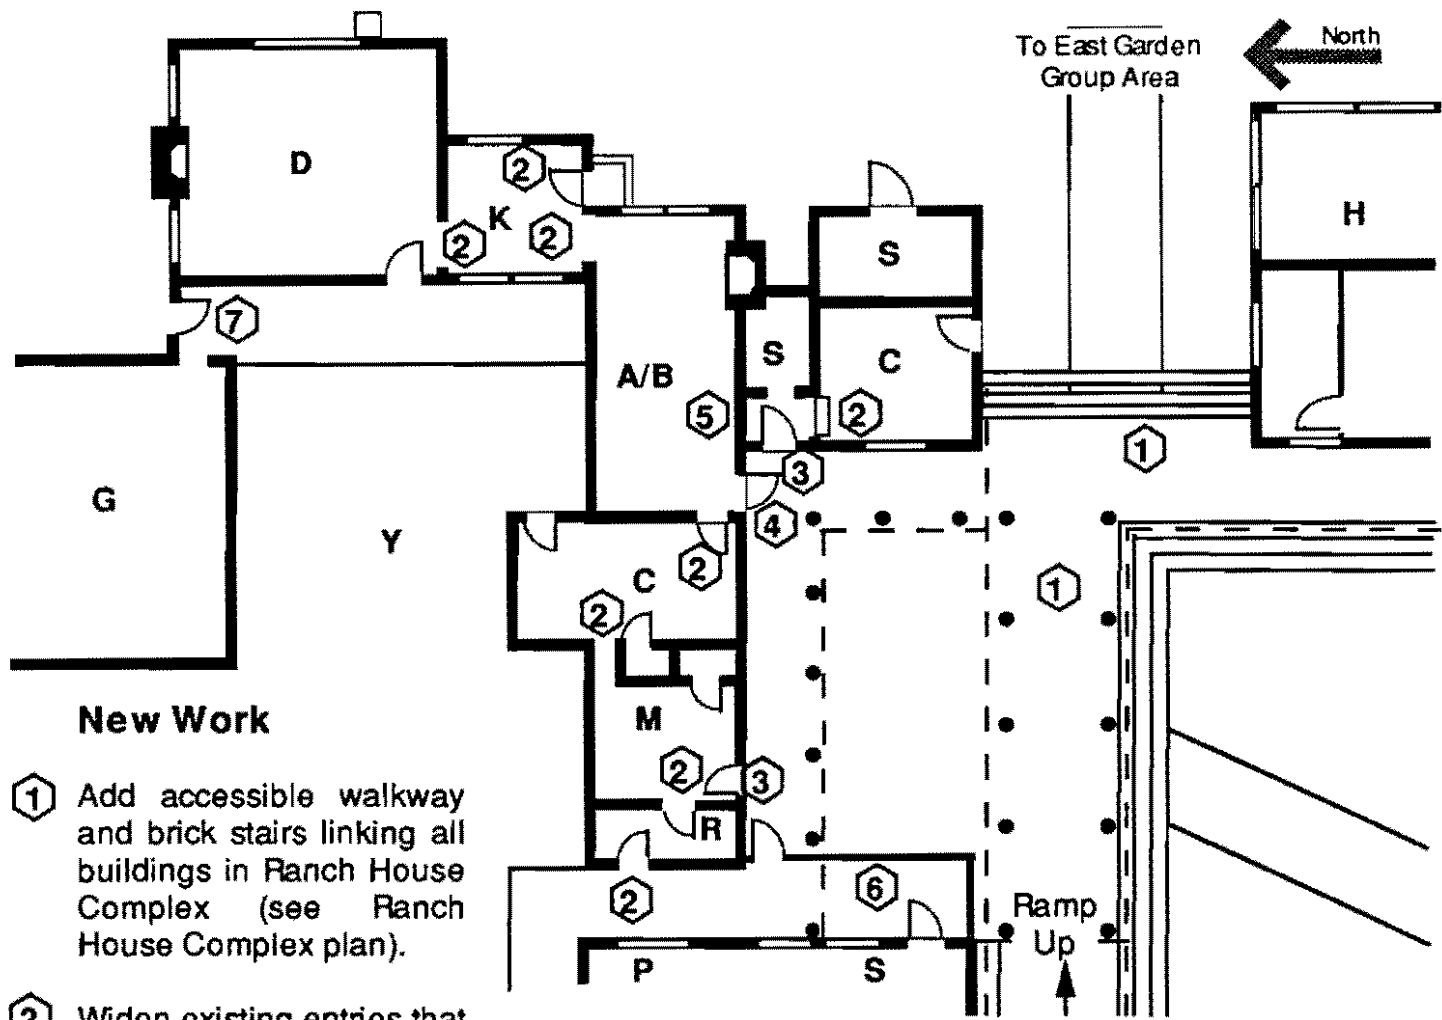 To East Garden
Group Area
North
D
2
K
2
2
S
H
7
S
C
A/B
5
2
1
3
G
4
Y
2
C
1
2
New Work
M
2
3
R
1 Add accessible walkway
and brick stairs linking all
buildings in Ranch House
Complex (see Ranch
House Complex plan).
2
6
Ramp
Up
P
S
2 Widen existing entries that